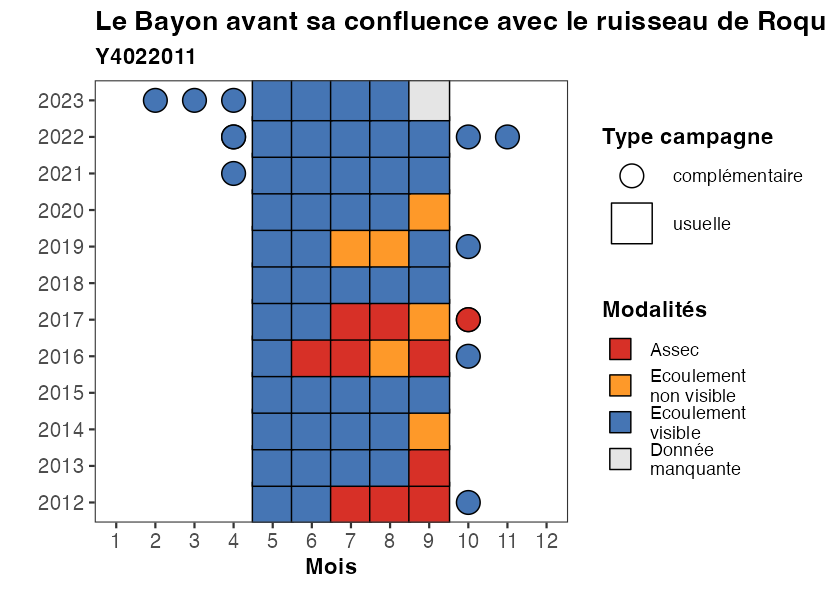 Le Bayon avant sa confluence avec le ruisseau de Roqu
Y4022011
2023
2022
2021
2020
2019
2018
2017
2016
2015
2014
2013
2012
1 2 3 4 5 6 7 8 9 10 11 12
Mois
Type campagne
complémentaire
usuelle
Modalités
Assec
Ecoulement
non visible
Ecoulement
visible
Donnée
manquante